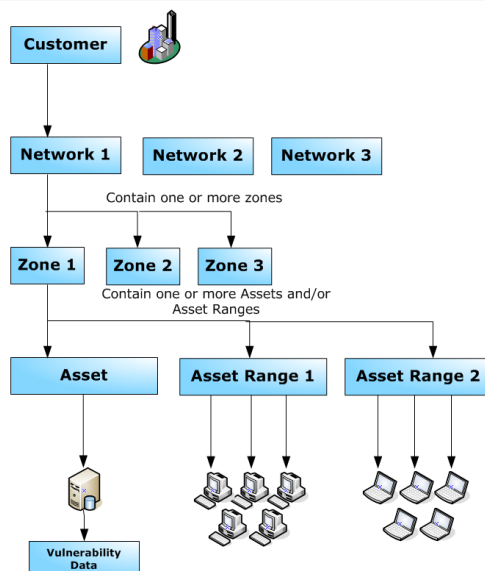 Customer
Network 1
Network 2
Network 3
Contain one or more zones
Zone 1
Zone 2
Zone 3
Contain one or more Assets and/or
Asset Ranges
Asset
Asset Range 1
Asset Range 2
Vulnerability
Data